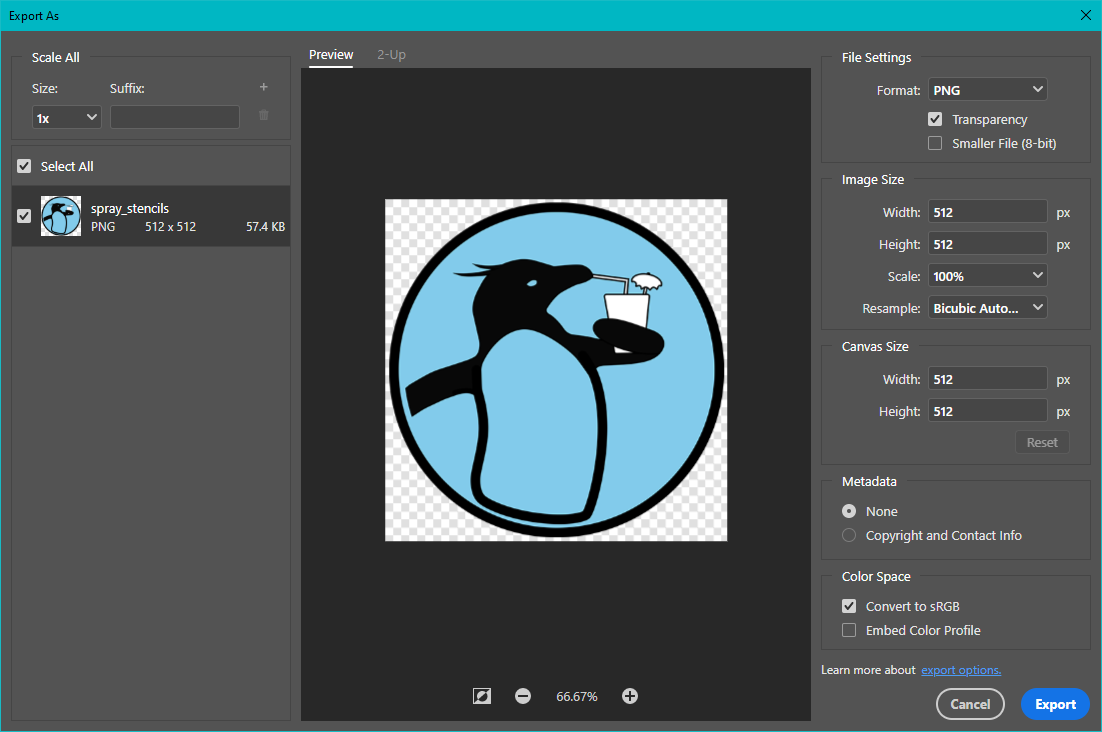 Export As
Scale All
Size:
Suffix:
+
1x
Select All
spray_stencils
PNG 512 x 512 57.4 KB
Preview 2-Up
66.67%
File Settings
Format: PNG
Transparency
Smaller File (8-bit)
Image Size
Width: 512 px
Height: 512 px
Scale: 100%
Resample: Bicubic Auto...
Canvas Size
Width: 512 px
Height: 512 px
Reset
Metadata
None
Copyright and Contact Info
Color Space
Convert to sRGB
Embed Color Profile
Learn more about export options.
Cancel Export